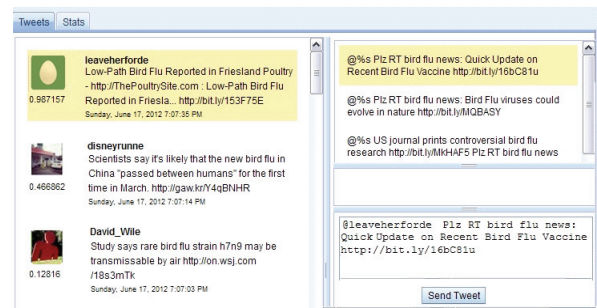 Tweets Stats
leaveherforde
Low-Path Bird Flu Reported in Friesland Poultry
- http://ThePoultrySite.com : Low-Path Bird Flu
Reported in Friesla... http://bit.ly/153F75E
Sunday, June 17, 2012 7:07:35 PM
0.987157
disneyrunne
Scientists say it's likely that the new bird flu in
China "passed between humans" for the first
time in March. http://gaw.kr/Y4qBNHR
Sunday, June 17, 2012 7:07:14 PM
0.466862
David_Wile
Study says rare bird flu strain h7n9 may be
transmissable by air http://on.wsj.com
/18s3mTk
Sunday, June 17, 2012 7:07:03 PM
0.12816
@%s Plz RT bird flu news: Quick Update on
Recent Bird Flu Vaccine http://bit.ly/16bC81u
@%s Plz RT bird flu news: Bird Flu viruses could
evolve in nature http://bit.ly/MQBASY
@%s US journal prints controversial bird flu
research http://bit.ly/MkHAF5 Plz RT bird flu news
@leaveherforde Plz RT bird flu news:
Quick Update on Recent Bird Flu Vaccine
http://bit.ly/16bC81u
Send Tweet